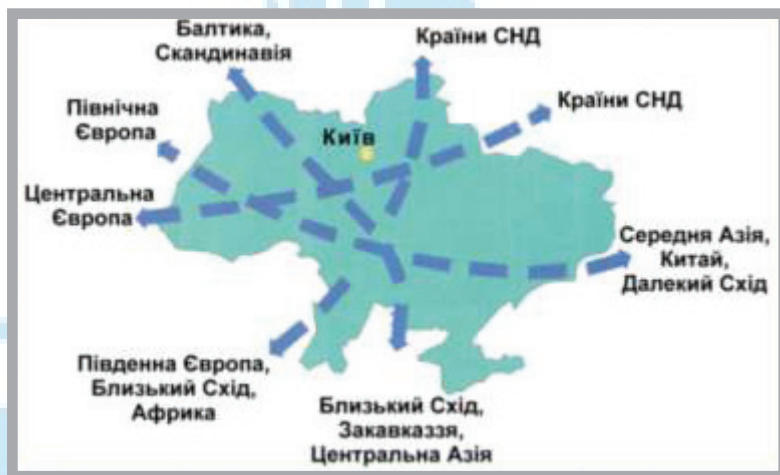 Балтика,
Скандинавія
Країни СНД
Країни СНД
Північна
Європа
Київ
Центральна
Європа
Середня Азія,
Китай,
Далекий Схід
Південна Європа,
Близький Схід,
Африка
Близький Схід,
Закавказзя,
Центральна Азія